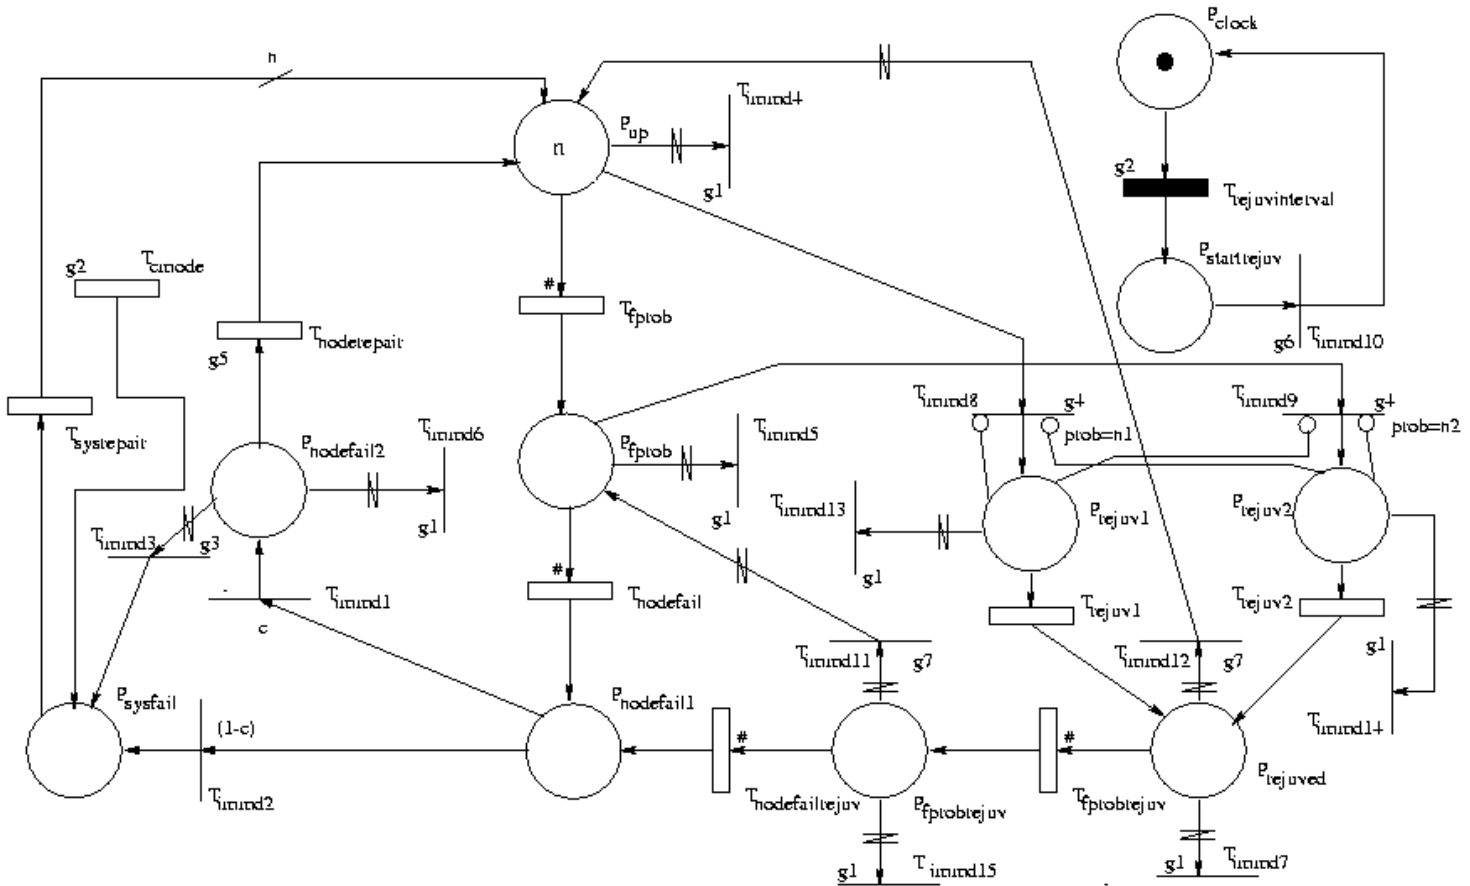 P_clock
n
T_immd4
P_up
n
g1
g2
T_rejuvinterval
P_startrejuv
g2
T_cmode
#
T_fprob
T_noderepair
g5
g6
T_immd10
T_immd8
g4
T_immd9
g4
prob=n1
prob=n2
T_sysrepair
P_nodefail2
T_immd6
P_fprob
T_immd5
g1
g1
T_immd13
P_rejuv1
P_rejuv2
T_immd3
g3
g1
#
T_immd1
T_nodefail
T_rejuv1
T_rejuv2
c
T_immd11
g7
T_immd12
g7
g1
P_sysfail
(1-c)
P_nodefail1
T_immd14
#
#
P_rejuved
T_immd2
T_nodefailrejuv
P_fprobrejuv
T_fprobrejuv
g1
T_immd15
g1
T_immd7